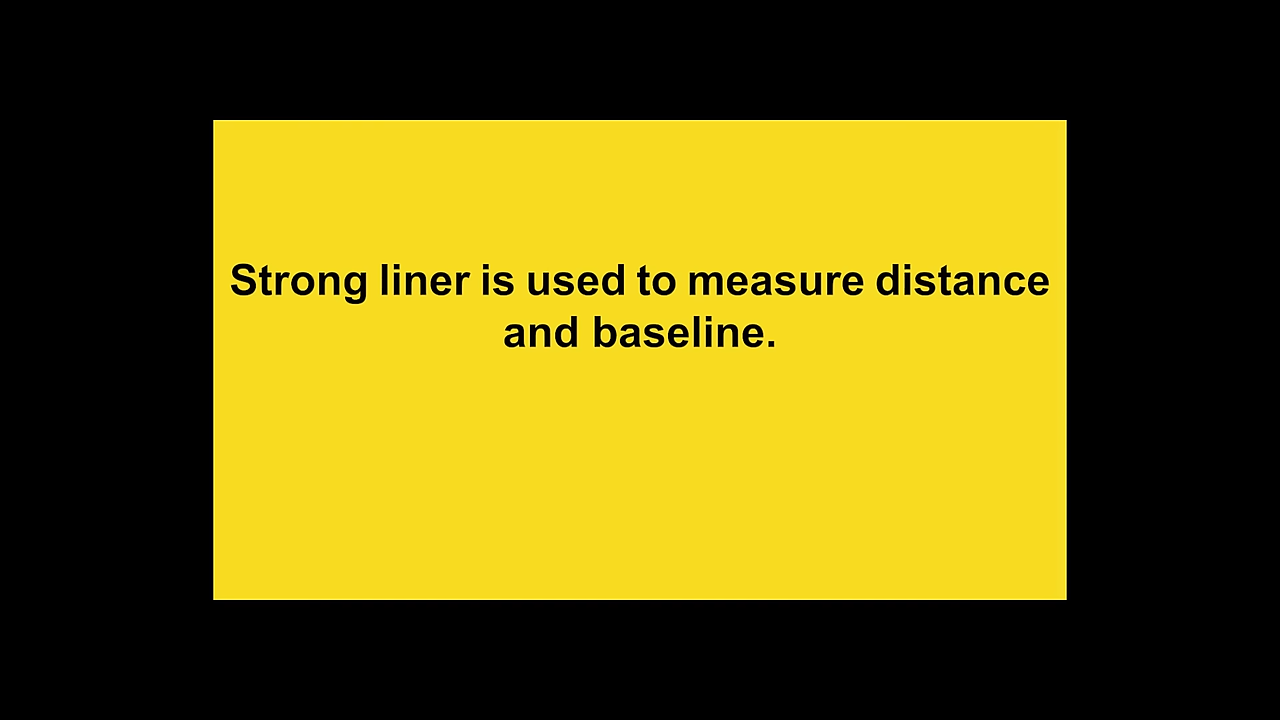 Strong liner is used to measure distance
and baseline.